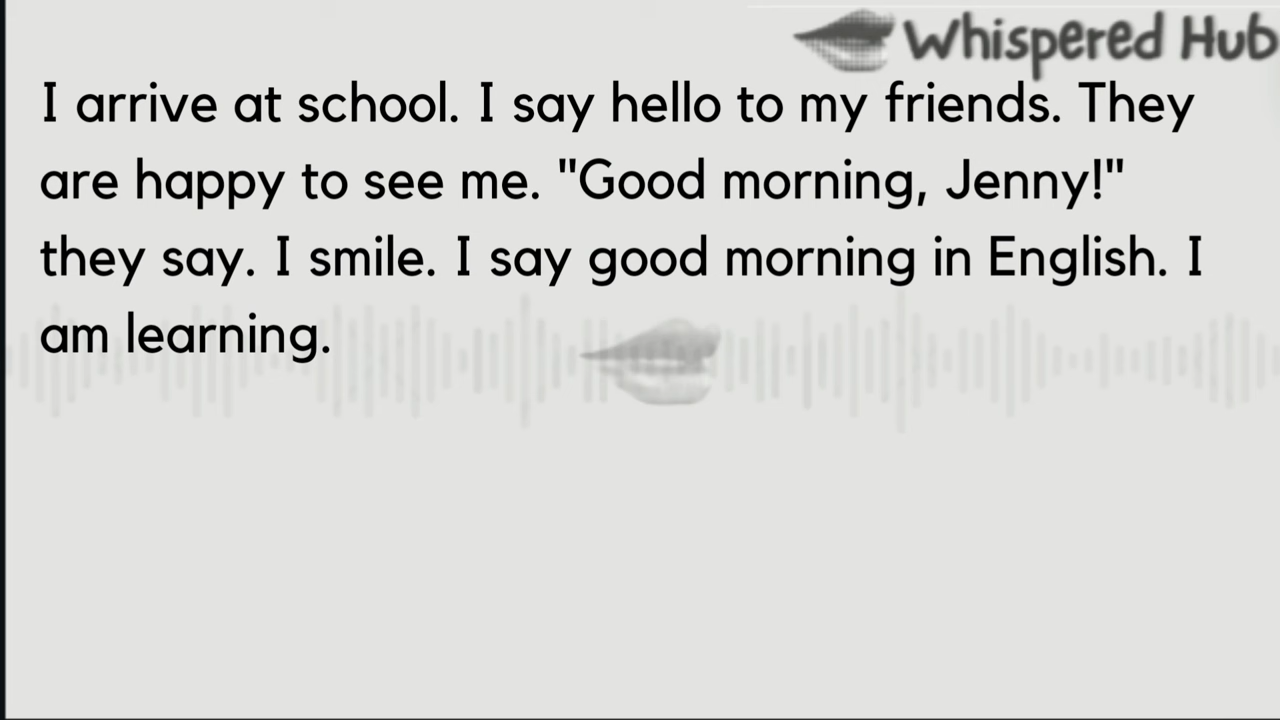 Whispered Hub
I arrive at school. I say hello to my friends. They
are happy to see me. "Good morning, Jenny!"
they say. I smile. I say good morning in English. I
am learning.